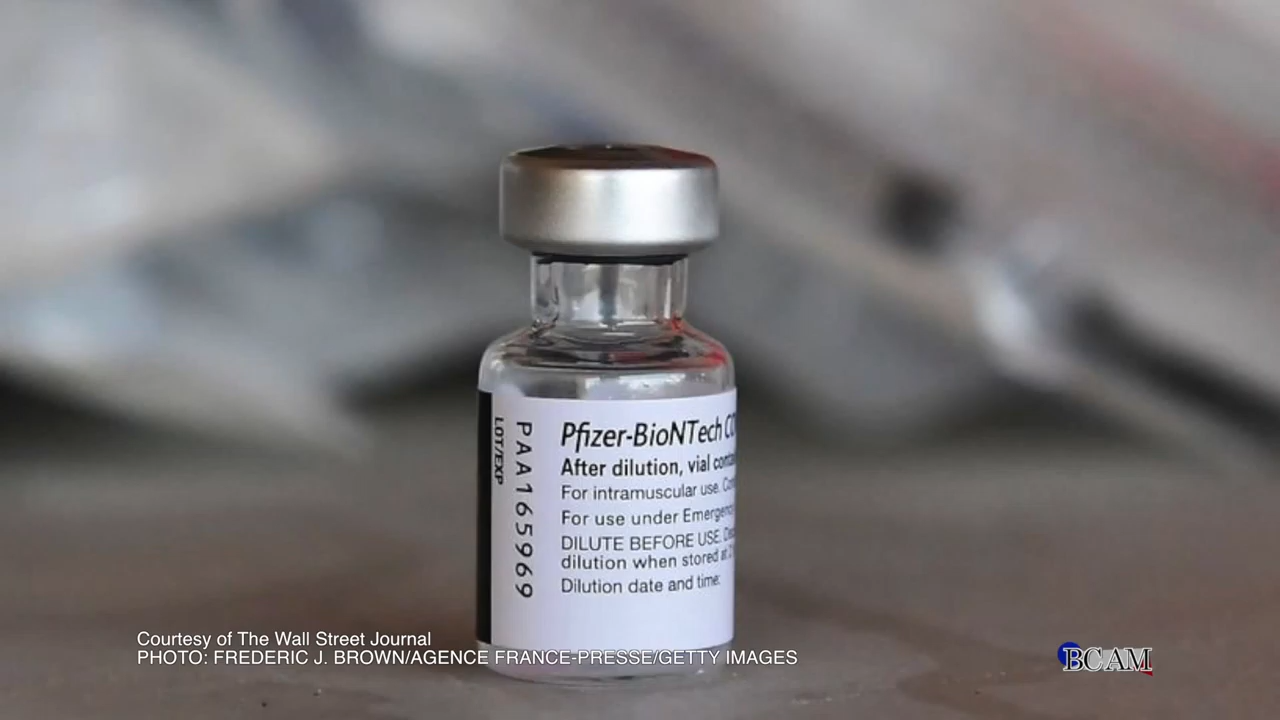 LOT/EXP
PAA165969
Pfizer-BioNTech
After dilution, vial
For intramuscular use.
For use under
DILUTE BEFORE USE.
dilution when stored at
Dilution date and time:
Courtesy of The Wall Street Journal
PHOTO: FREDERIC J. BROWN/AGENCE FRANCE-PRESSE/GETTY IMAGES
BCAM